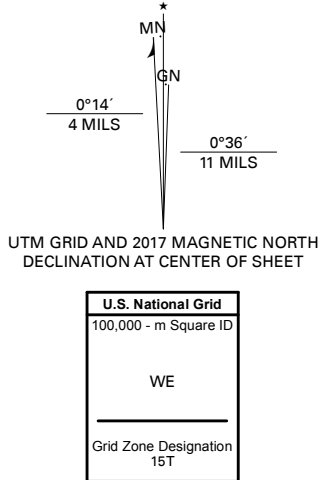 MN
GN
0°14´
4 MILS
0°36´
11 MILS
UTM GRID AND 2017 MAGNETIC NORTH
DECLINATION AT CENTER OF SHEET
U.S. National Grid
100,000 - m Square ID
WE
Grid Zone Designation
15T